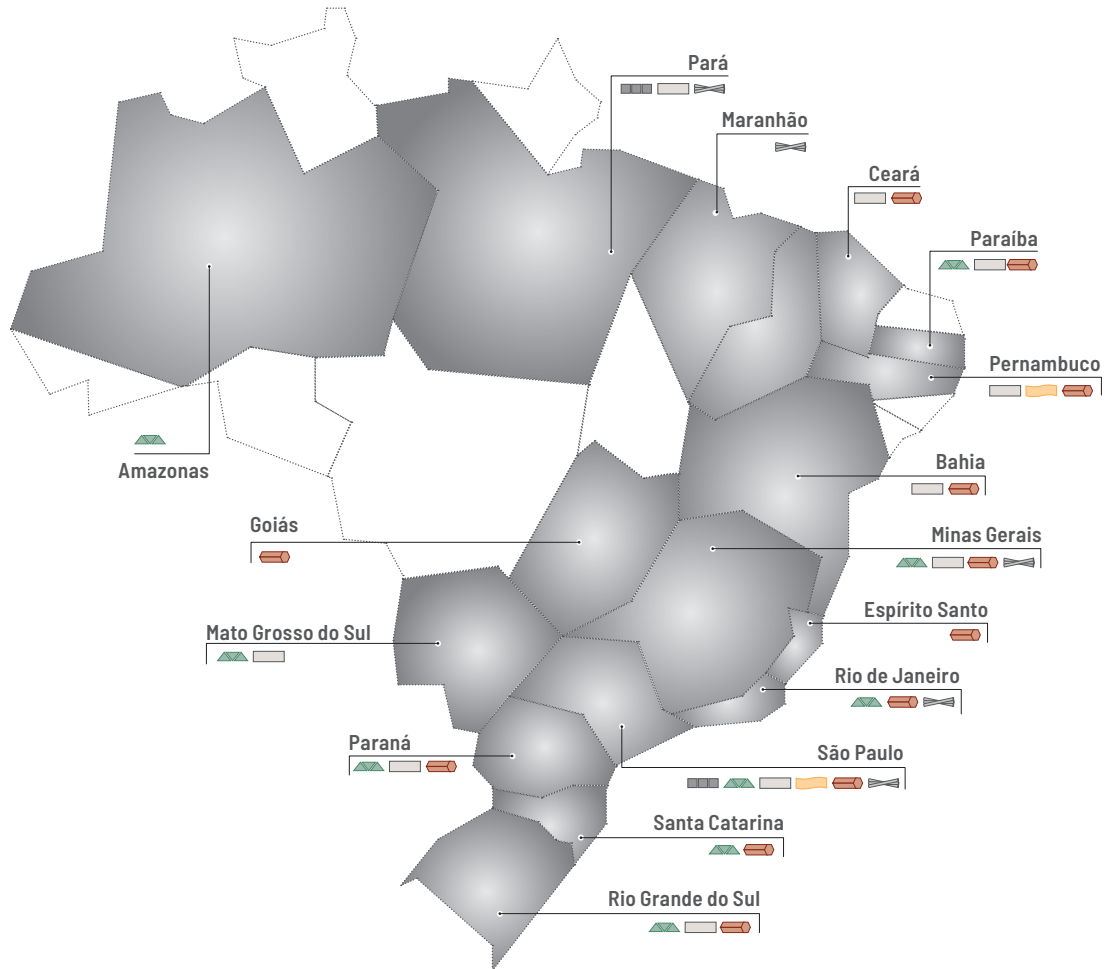 Pará
Maranhão
Ceará
Paraíba
Pernambuco
Amazonas
Bahia
Goiás
Minas Gerais
Espírito Santo
Mato Grosso do Sul
Rio de Janeiro
Paraná
São Paulo
Santa Catarina
Rio Grande do Sul